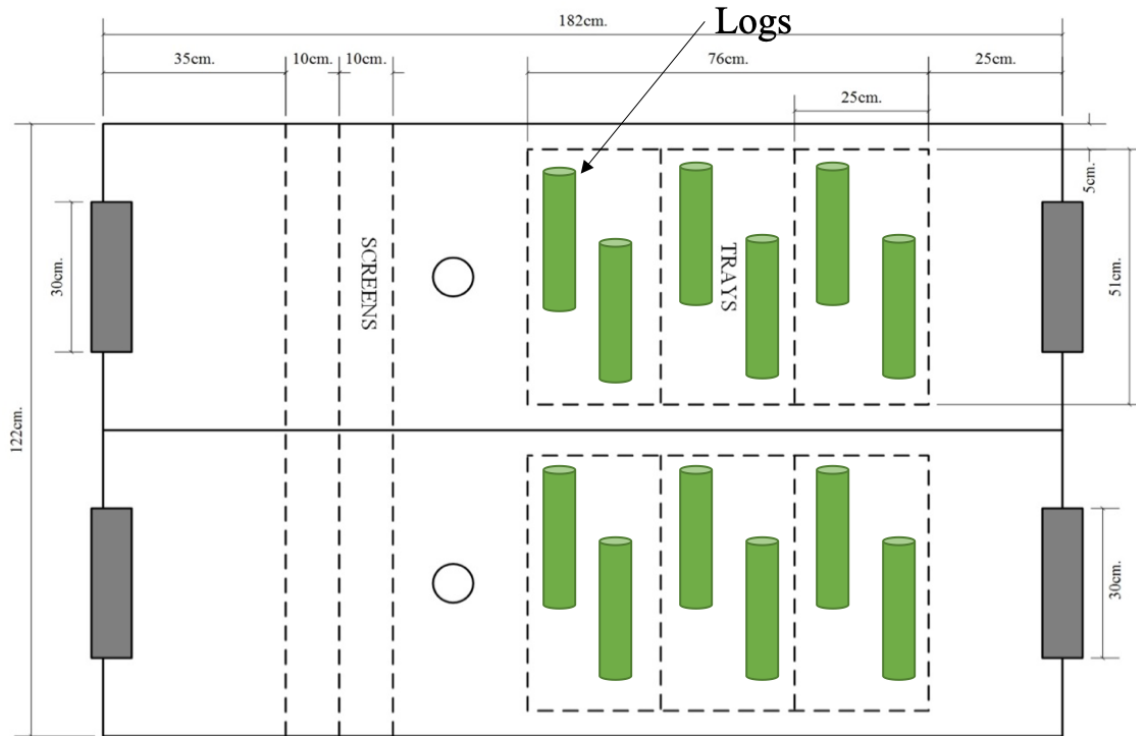 Logs
182cm.
35cm.
10cm.
10cm.
76cm.
25cm.
25cm.
5cm.
30cm.
SCREENS
TRAYS
51cm.
122cm.
30cm.